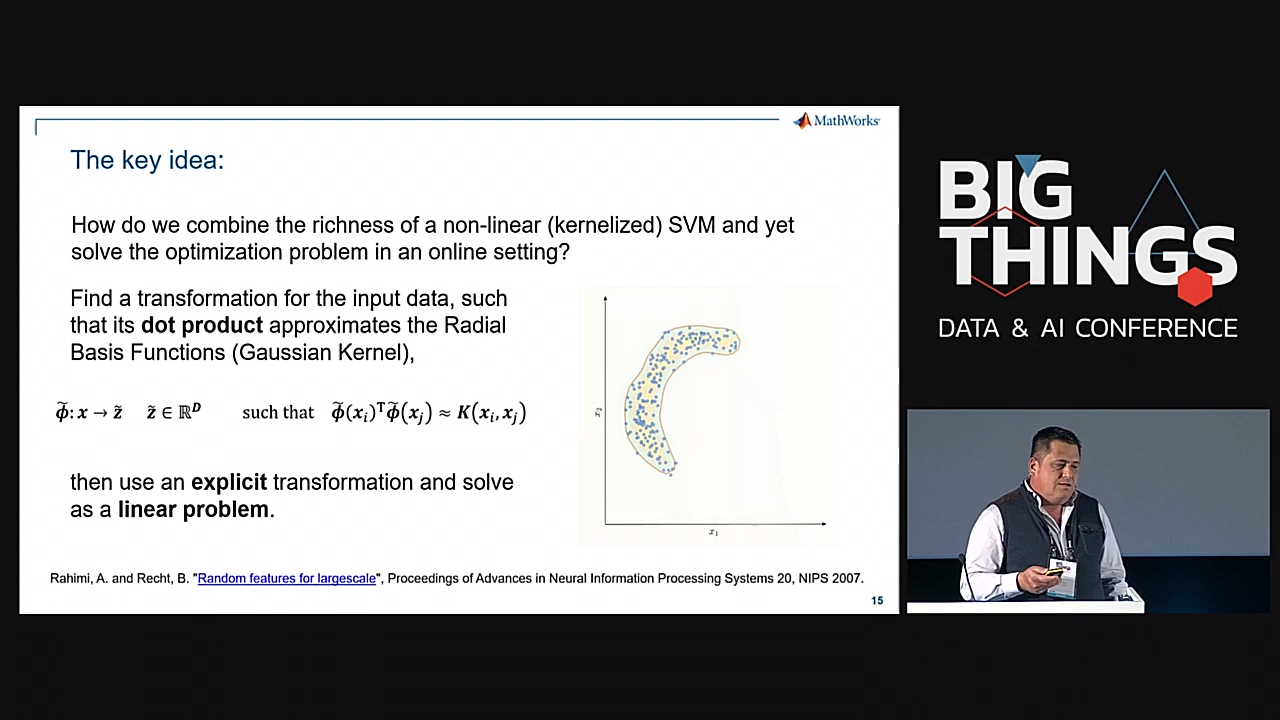 MathWorks
The key idea:
How do we combine the richness of a non-linear (kernelized) SVM and yet
solve the optimization problem in an online setting?
Find a transformation for the input data, such
that its dot product approximates the Radial
Basis Functions (Gaussian Kernel),
ϕ̃: x → z̃ z̃ ∈ ℝᴰ such that ϕ̃(xᵢ)ᵀϕ̃(xⱼ) ≈ K(xᵢ, xⱼ)
then use an explicit transformation and solve
as a linear problem.
x₂
x₁
Rahimi, A. and Recht, B. "Random features for largescale", Proceedings of Advances in Neural Information Processing Systems 20, NIPS 2007.
15
BIG
THINGS
DATA & AI CONFERENCE